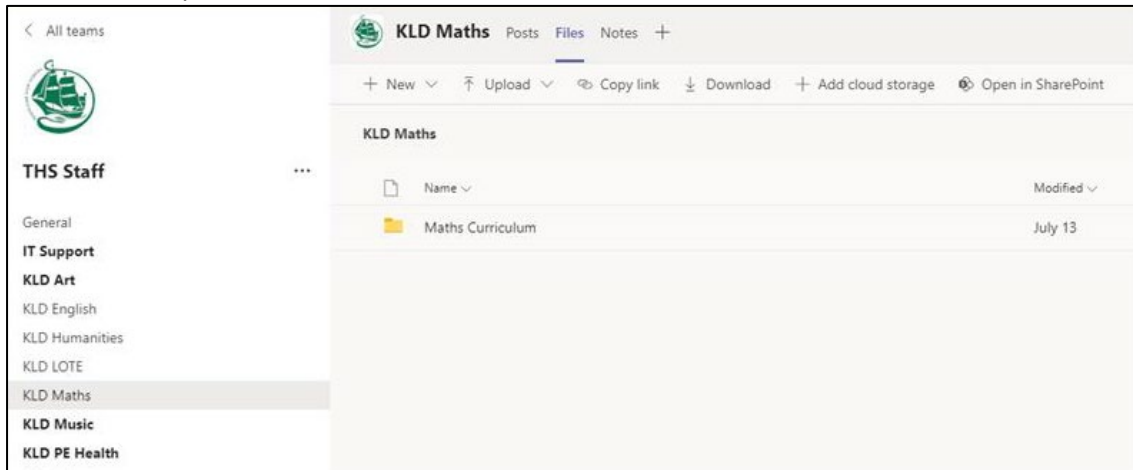 All teams
THS Staff
...
General
IT Support
KLD Art
KLD English
KLD Humanities
KLD LOTE
KLD Maths
KLD Music
KLD PE Health
KLD Maths Posts Files Notes +
+ New Upload Copy link Download + Add cloud storage Open in SharePoint
KLD Maths
Name Modified
Maths Curriculum July 13